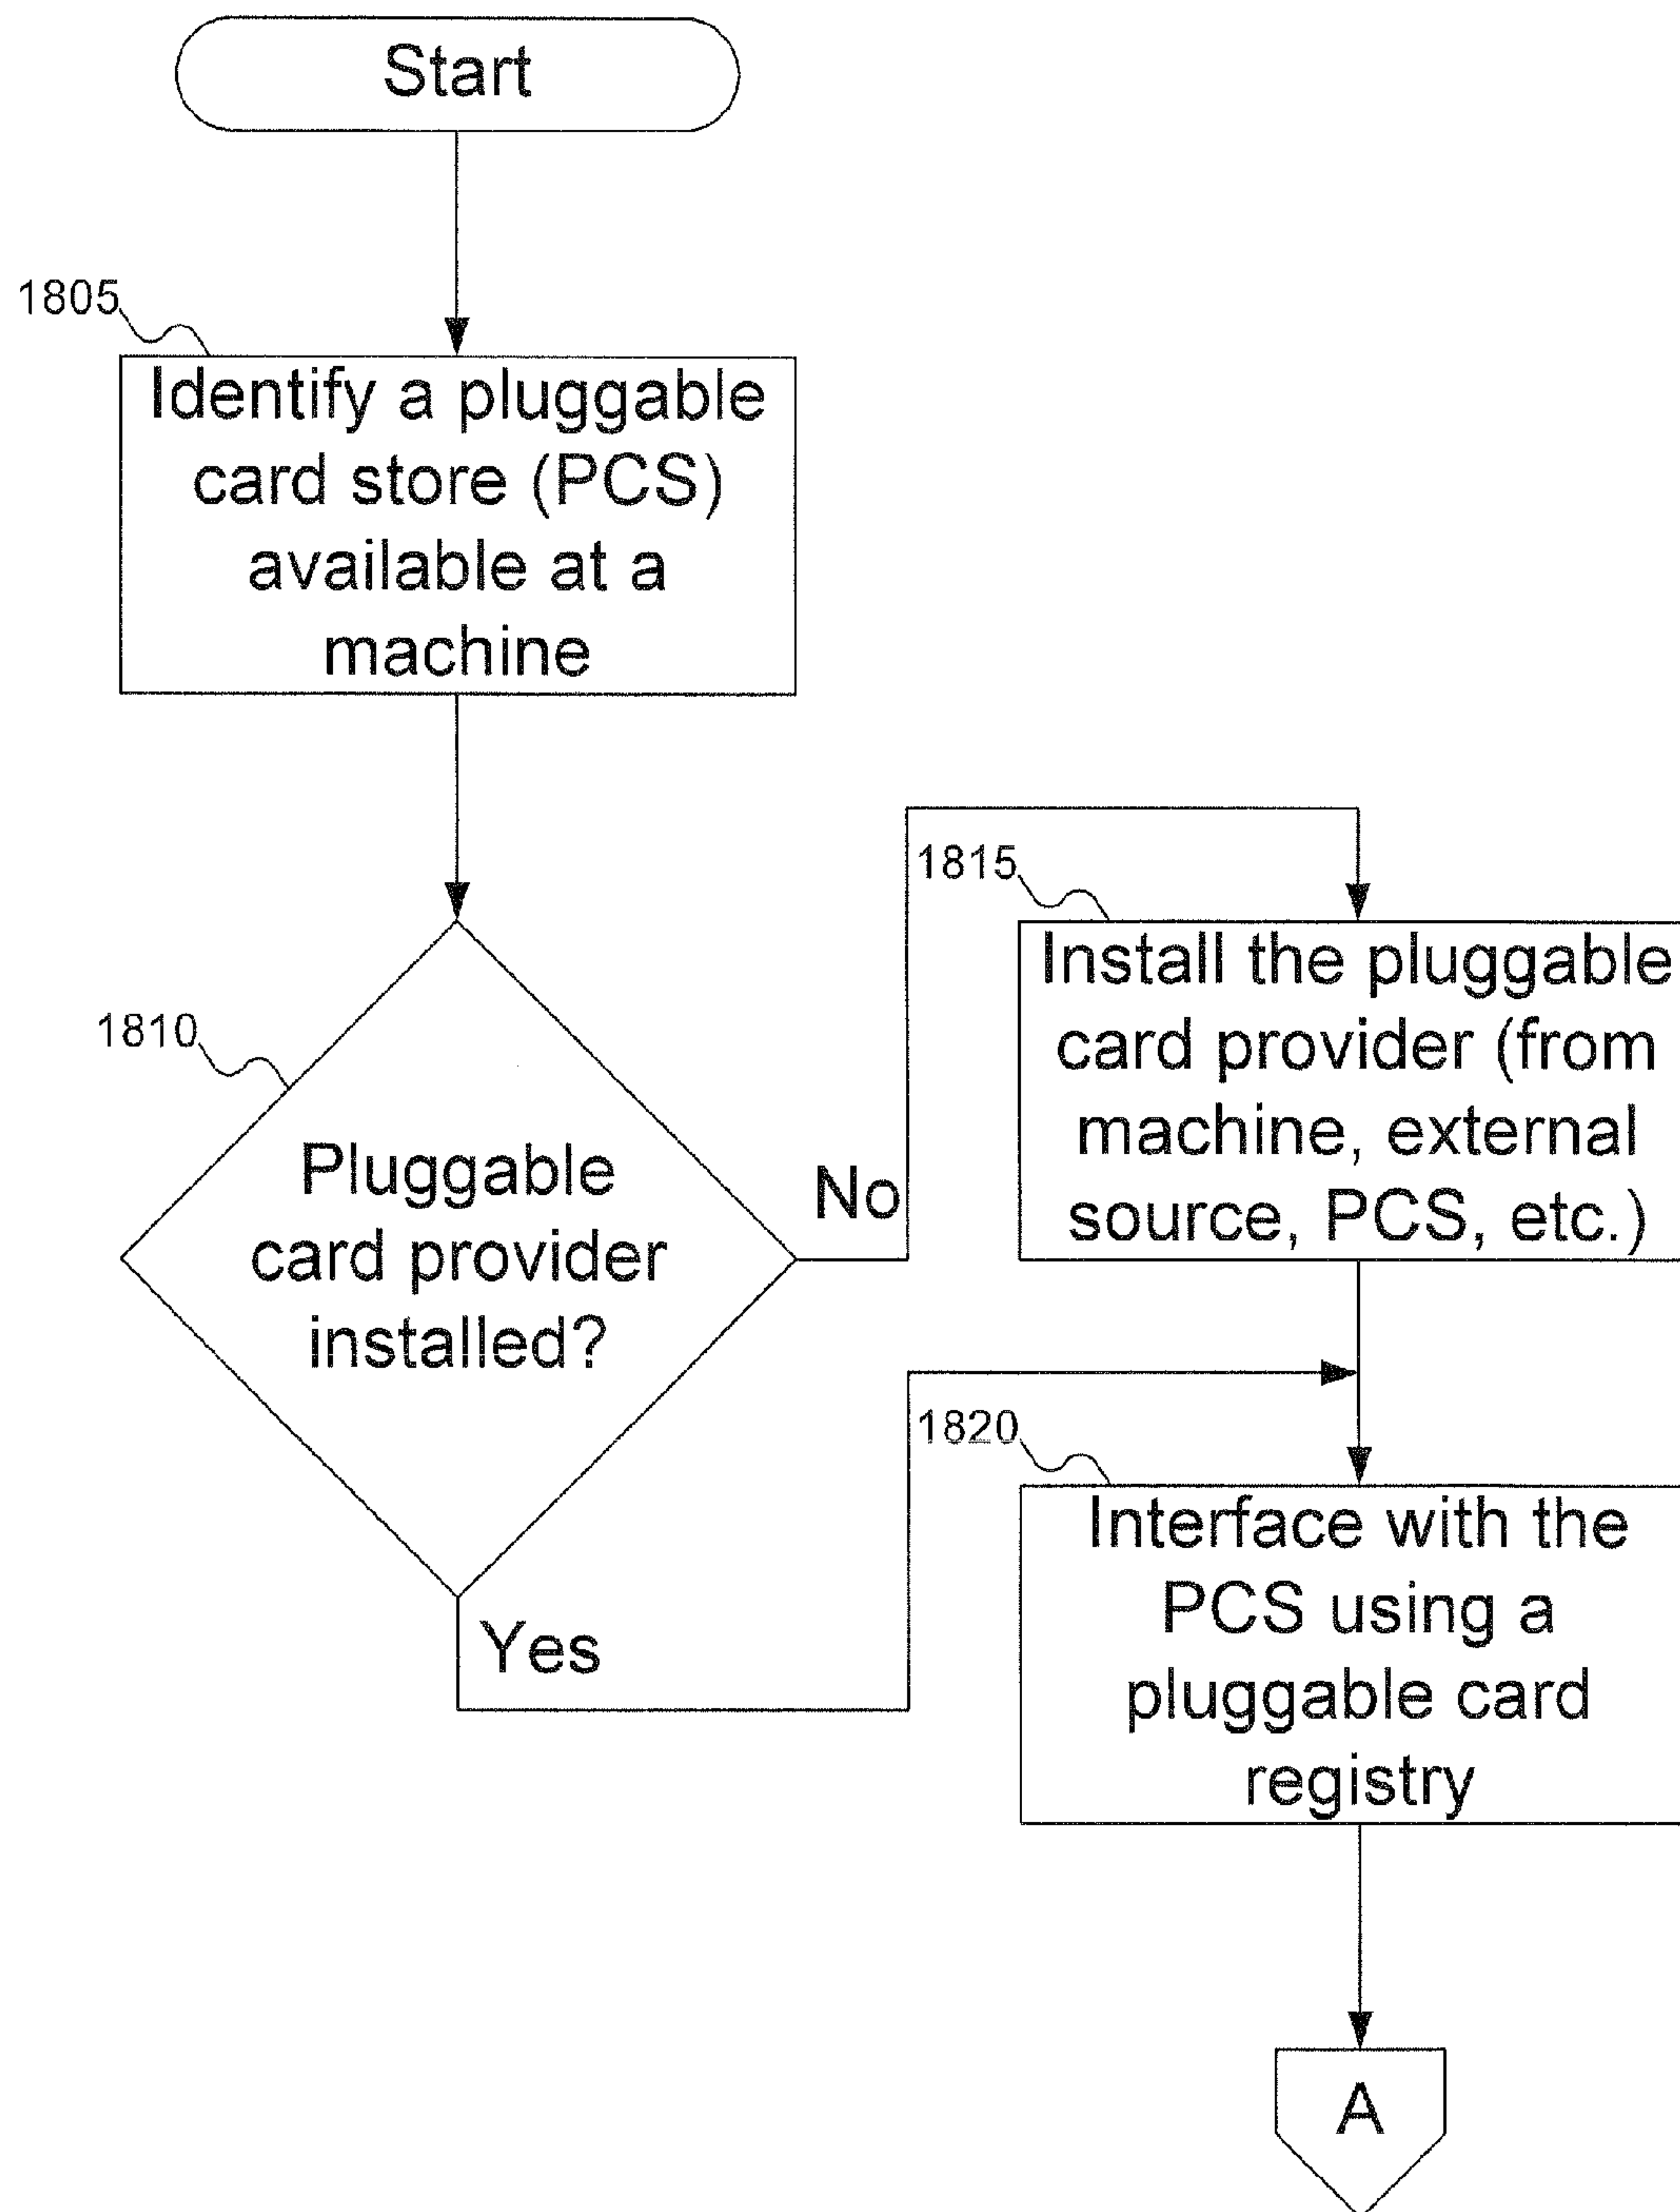 Start
1805
Identify a pluggable
card store (PCS)
available at a
machine
1810
Pluggable
card provider
installed?
No
Yes
1815
Install the pluggable
card provider (from
machine, external
source, PCS, etc.)
1820
Interface with the
PCS using a
pluggable card
registry
A